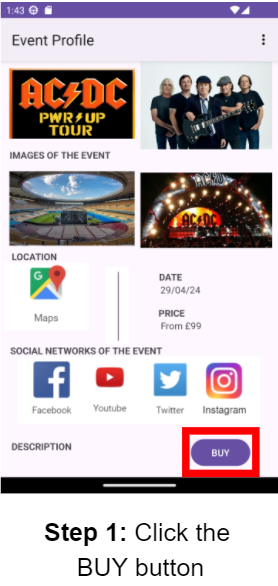 1:43
Event Profile
AC/DC
PWR/UP
TOUR
IMAGES OF THE EVENT
AC/DC
LOCATION
Maps
DATE
29/04/24
PRICE
From £99
SOCIAL NETWORKS OF THE EVENT
Facebook
Youtube
Twitter
Instagram
DESCRIPTION
BUY
Step 1: Click the
BUY button